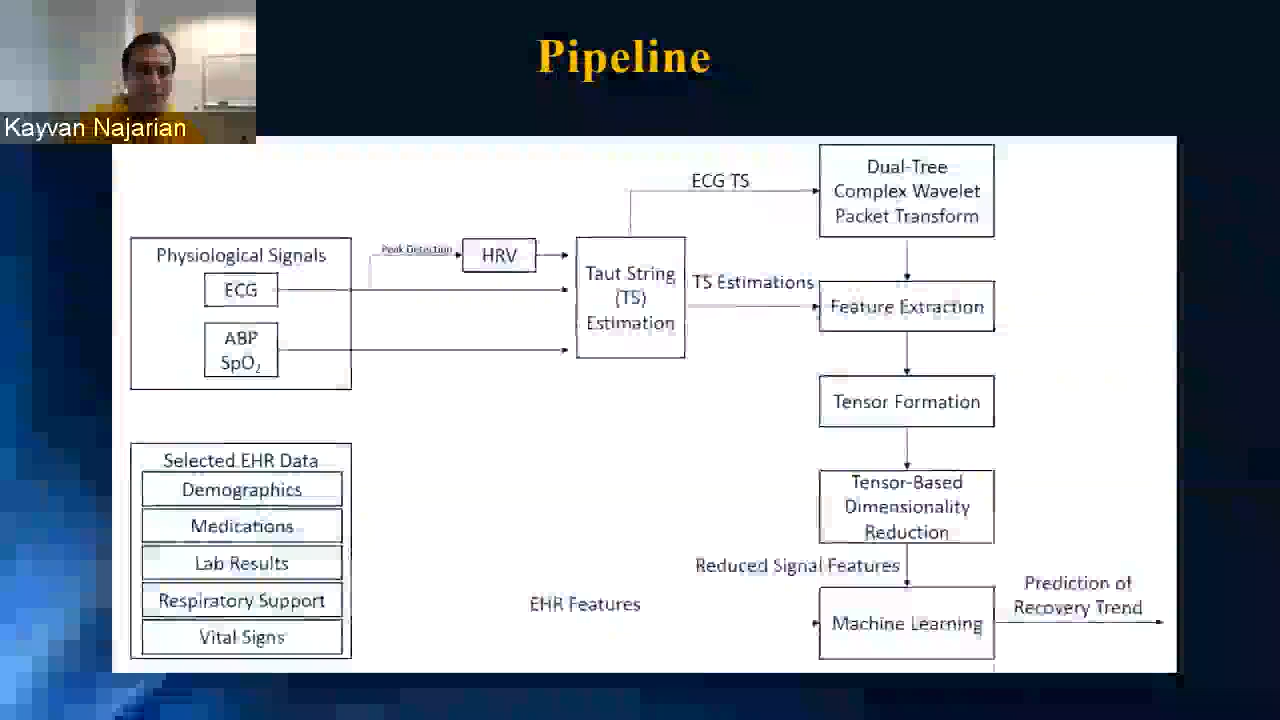 Pipeline
Kayvan Najarian
Physiological Signals
ECG
ABP
SpO₂
Peak Detection
HRV
Taut String
(TS)
Estimation
ECG TS
TS Estimations
Dual-Tree
Complex Wavelet
Packet Transform
Feature Extraction
Tensor Formation
Tensor-Based
Dimensionality
Reduction
Reduced Signal Features
Selected EHR Data
Demographics
Medications
Lab Results
Respiratory Support
Vital Signs
EHR Features
Machine Learning
Prediction of
Recovery Trend